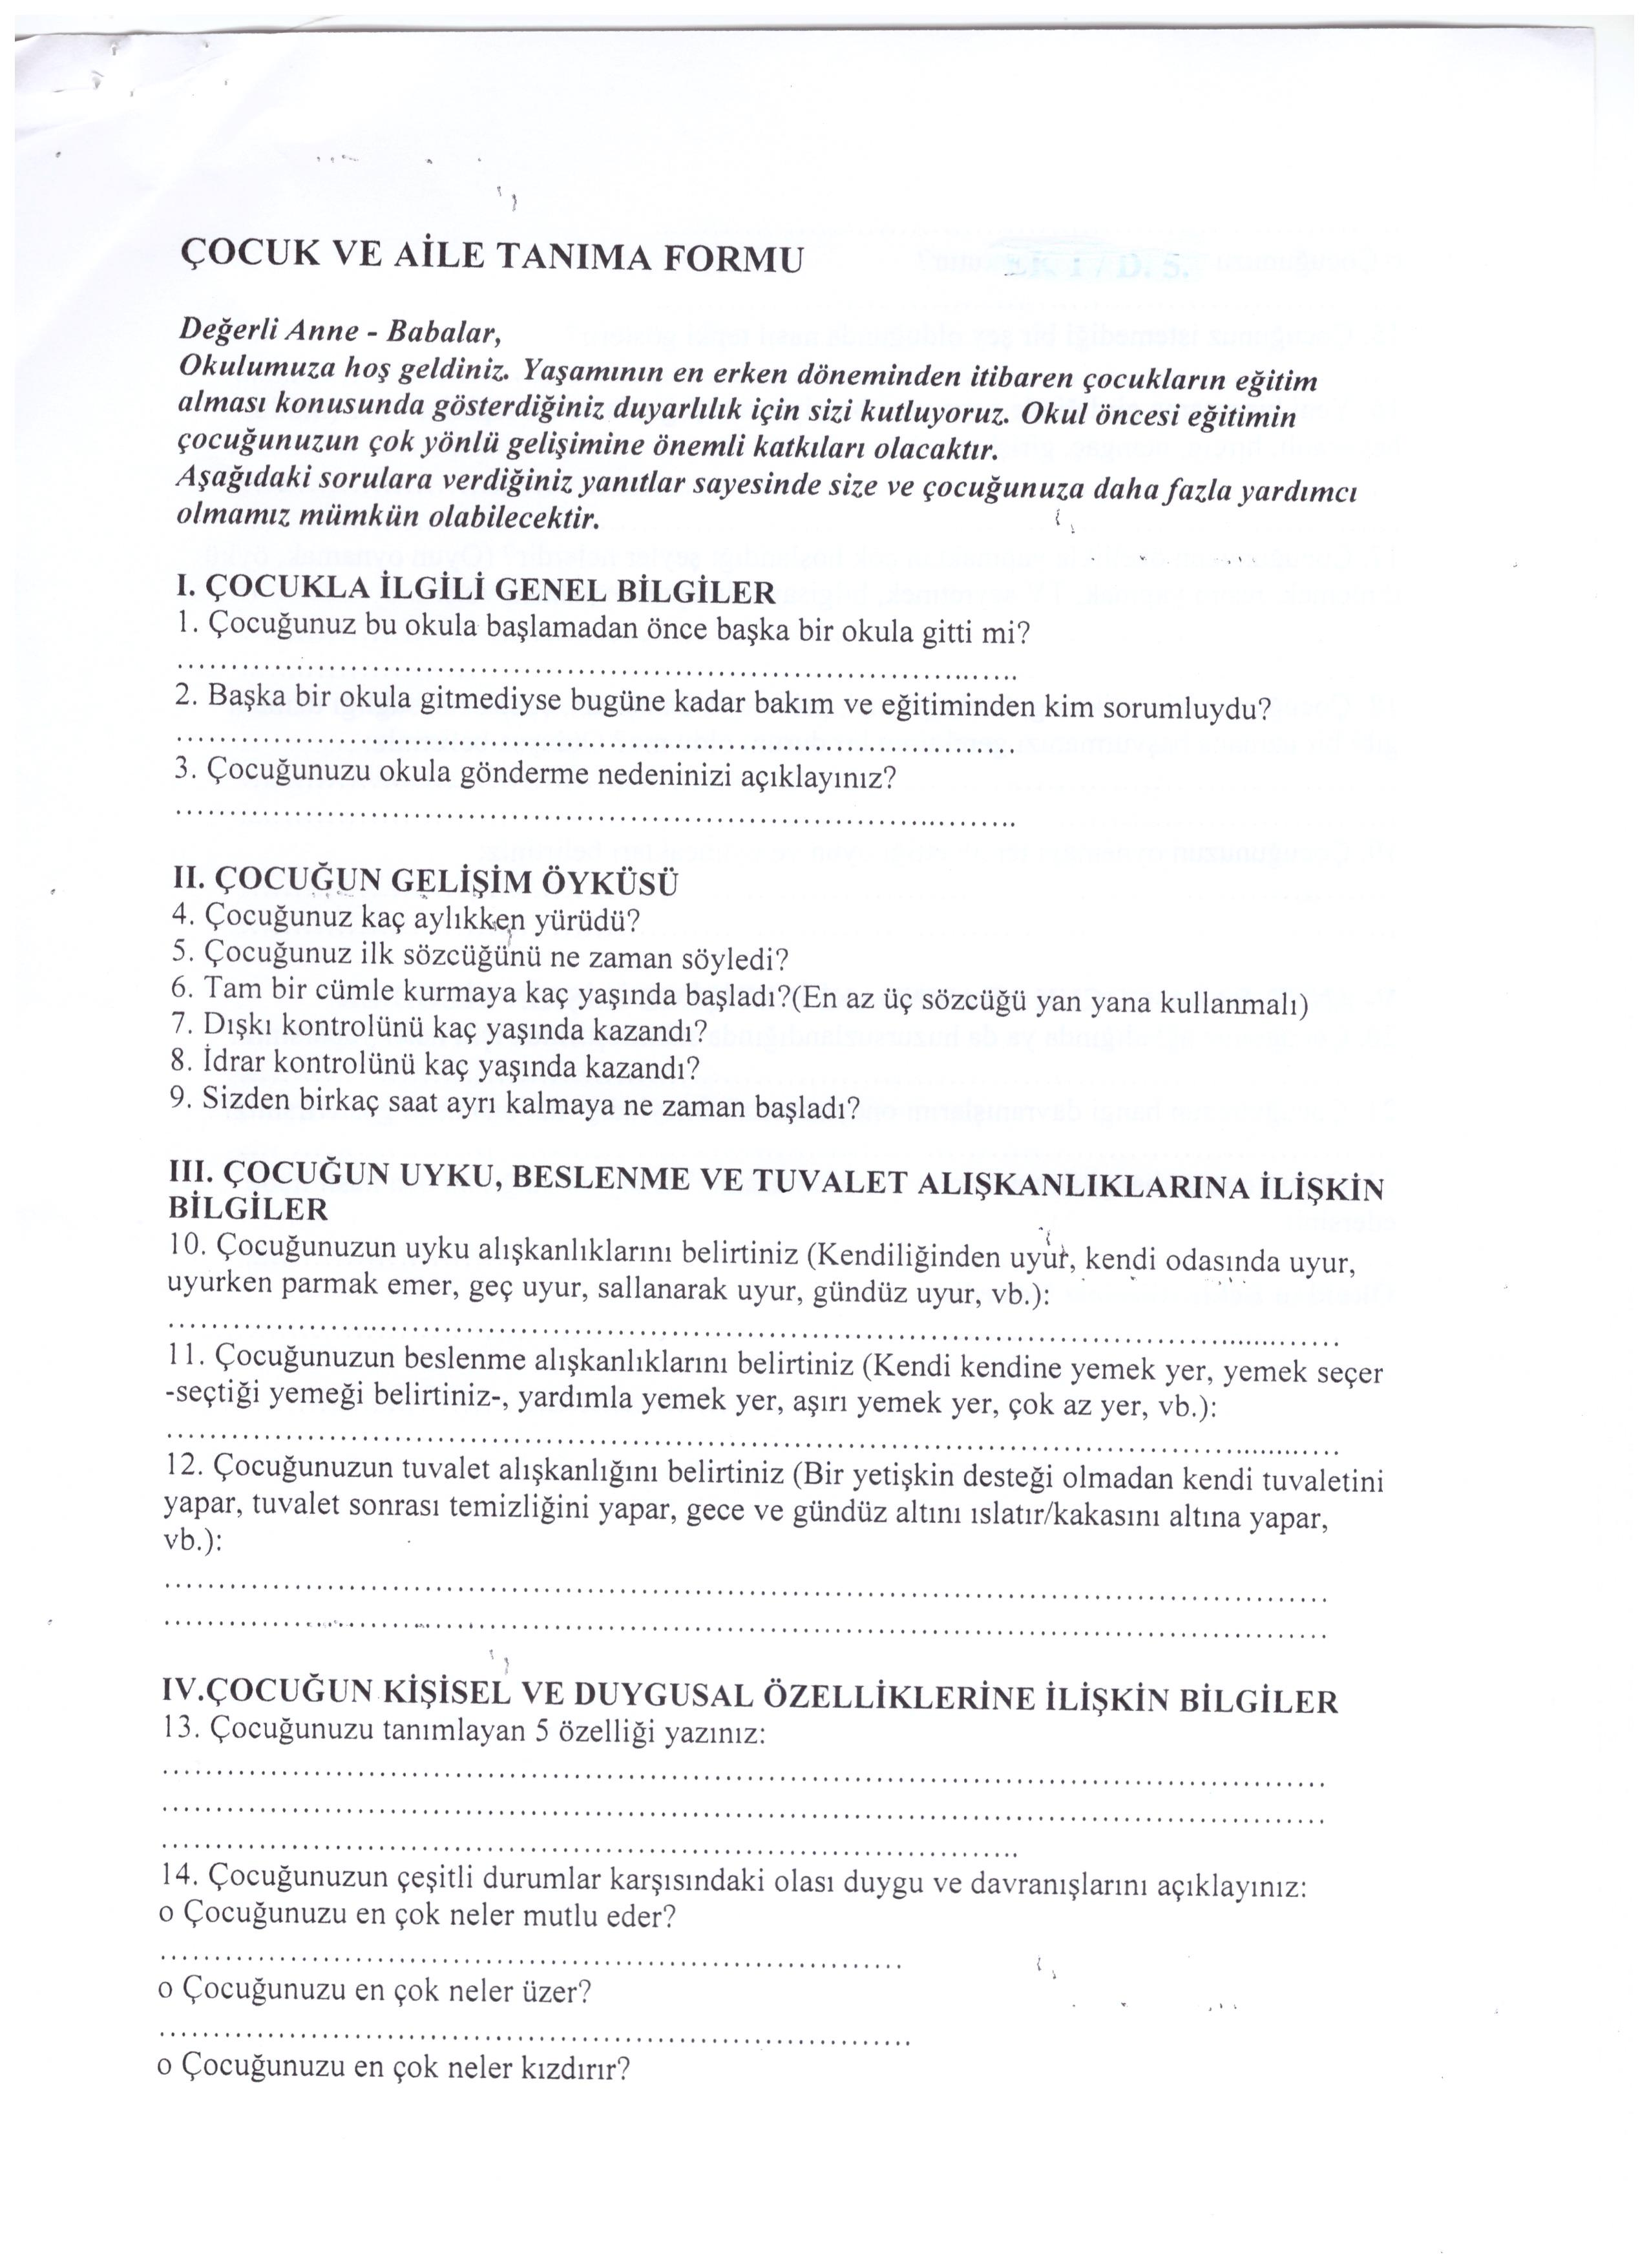 ÇOCUK VE AİLE TANIMA FORMU
Değerli Anne - Babalar,
Okulumuza hoş geldiniz. Yaşamının en erken döneminden itibaren çocukların eğitim
alması konusunda gösterdiğiniz duyarlılık için sizi kutluyoruz. Okul öncesi eğitimin
çocuğunuzun çok yönlü gelişimine önemli katkıları olacaktır.
Aşağıdaki sorulara verdiğiniz yanıtlar sayesinde size ve çocuğunuza daha fazla yardımcı
olmamız mümkün olabilecektir.
I. ÇOCUKLA İLGİLİ GENEL BİLGİLER
1. Çocuğunuz bu okula başlamadan önce başka bir okula gitti mi?
2. Başka bir okula gitmediyse bugüne kadar bakım ve eğitiminden kim sorumluydu?
3. Çocuğunuzu okula gönderme nedeninizi açıklayınız?
II. ÇOCUĞUN GELİŞİM ÖYKÜSÜ
4. Çocuğunuz kaç aylıkken yürüdü?
5. Çocuğunuz ilk sözcüğünü ne zaman söyledi?
6. Tam bir cümle kurmaya kaç yaşında başladı?(En az üç sözcüğü yan yana kullanmalı)
7. Dışkı kontrolünü kaç yaşında kazandı?
8. İdrar kontrolünü kaç yaşında kazandı?
9. Sizden birkaç saat ayrı kalmaya ne zaman başladı?
III. ÇOCUĞUN UYKU, BESLENME VE TUVALET ALIŞKANLIKLARINA İLİŞKİN
BİLGİLER
10. Çocuğunuzun uyku alışkanlıklarını belirtiniz (Kendiliğinden uyur, kendi odasında uyur,
uyurken parmak emer, geç uyur, sallanarak uyur, gündüz uyur, vb.):
11. Çocuğunuzun beslenme alışkanlıklarını belirtiniz (Kendi kendine yemek yer, yemek seçer
-seçtiği yemeği belirtiniz-, yardımla yemek yer, aşırı yemek yer, çok az yer, vb.):
12. Çocuğunuzun tuvalet alışkanlığını belirtiniz (Bir yetişkin desteği olmadan kendi tuvaletini
yapar, tuvalet sonrası temizliğini yapar, gece ve gündüz altını ıslatır/kakasını altına yapar,
vb.):
IV.ÇOCUĞUN KİŞİSEL VE DUYGUSAL ÖZELLİKLERİNE İLİŞKİN BİLGİLER
13. Çocuğunuzu tanımlayan 5 özelliği yazınız:
14. Çocuğunuzun çeşitli durumlar karşısındaki olası duygu ve davranışlarını açıklayınız:
o Çocuğunuzu en çok neler mutlu eder?
o Çocuğunuzu en çok neler üzer?
o Çocuğunuzu en çok neler kızdırır?